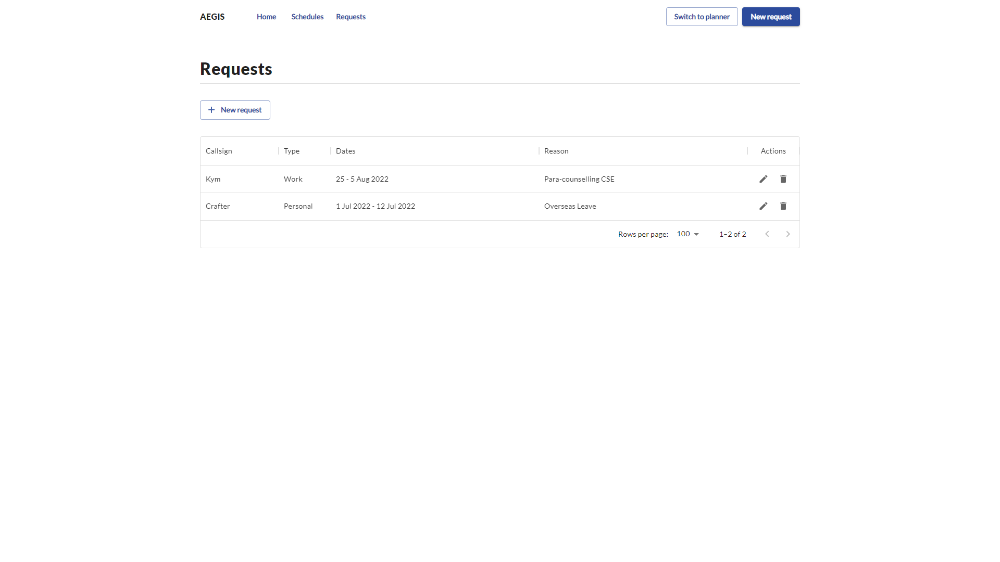 AEGIS Home Schedules Requests Switch to planner New request
Requests
New request
Callsign Type Dates Reason Actions
Kym Work 25 - 5 Aug 2022 Para-counselling CSE
Crafter Personal 1 Jul 2022 - 12 Jul 2022 Overseas Leave
Rows per page: 100 1–2 of 2